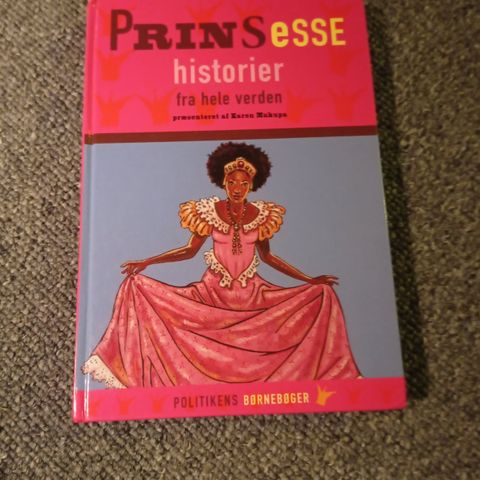 PRINSeSSE
historier
fra hele verden
præsenteret af Karen Mukupa
POLITIKENS BØRNEBØGER